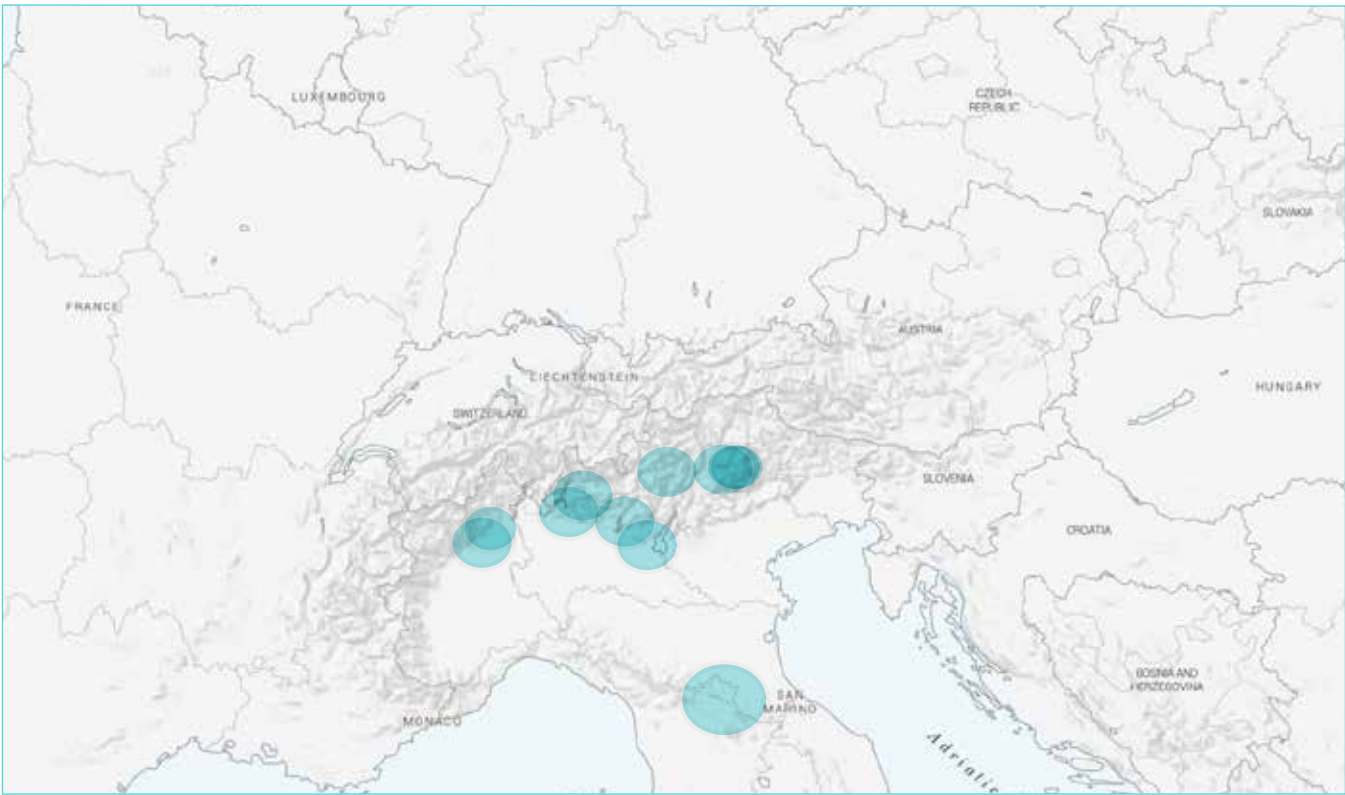 LUXEMBOURG
CZECH
REPUBLIC
SLOVAKIA
FRANCE
AUSTRIA
LIECHTENSTEIN
HUNGARY
SWITZERLAND
SLOVENIA
CROATIA
BOSNIA AND
HERZEGOVINA
SAN
MARINO
MONACO
Adriatic